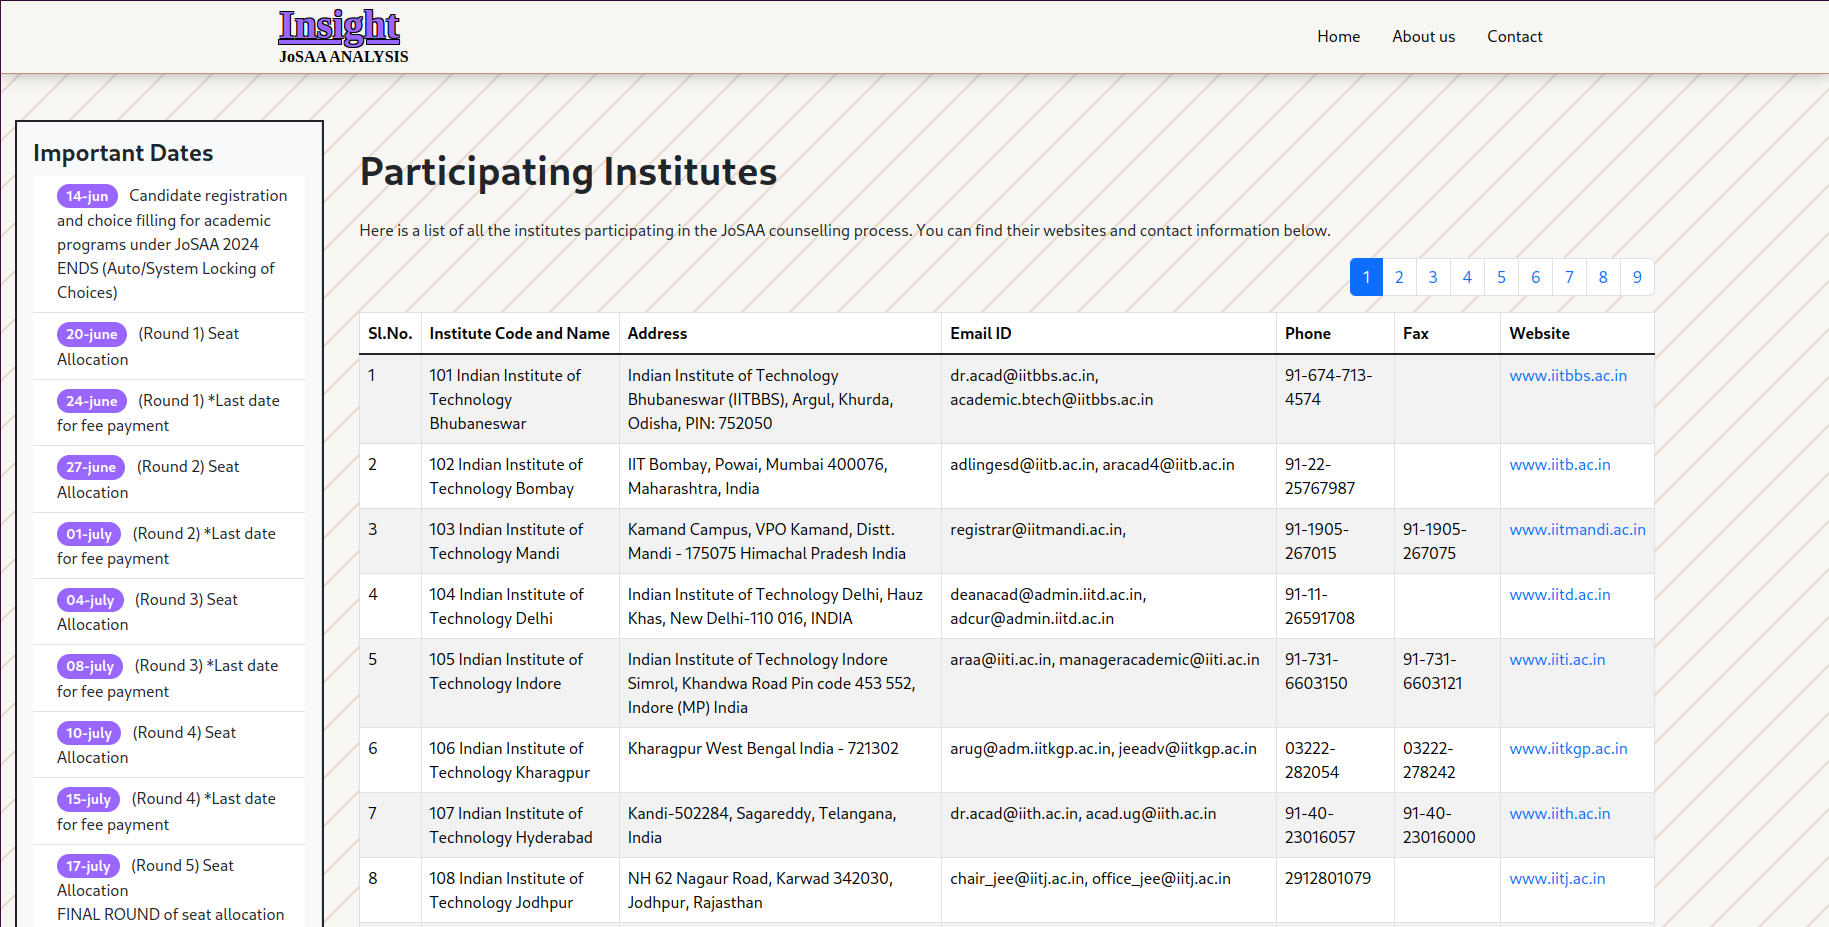 Insight
JoSAA ANALYSIS
Home About us Contact
Important Dates
14-jun Candidate registration
and choice filling for academic
programs under JoSAA 2024
ENDS (Auto/System Locking of
Choices)
20-june (Round 1) Seat
Allocation
24-june (Round 1) *Last date
for fee payment
27-june (Round 2) Seat
Allocation
01-july (Round 2) *Last date
for fee payment
04-july (Round 3) Seat
Allocation
08-july (Round 3) *Last date
for fee payment
10-july (Round 4) Seat
Allocation
15-july (Round 4) *Last date
for fee payment
17-july (Round 5) Seat
Allocation
FINAL ROUND of seat allocation
Participating Institutes
Here is a list of all the institutes participating in the JoSAA counselling process. You can find their websites and contact information below.
1 2 3 4 5 6 7 8 9
Sl.No. Institute Code and Name Address Email ID Phone Fax Website
1 101 Indian Institute of Indian Institute of Technology dr.acad@iitbbs.ac.in, 91-674-713- www.iitbbs.ac.in
Technology Bhubaneswar (IITBBS), Argul, Khurda, academic.btech@iitbbs.ac.in 4574
Bhubaneswar Odisha, PIN: 752050
2 102 Indian Institute of IIT Bombay, Powai, Mumbai 400076, adlingesd@iitb.ac.in, aracad4@iitb.ac.in 91-22- www.iitb.ac.in
Technology Bombay Maharashtra, India 25767987
3 103 Indian Institute of Kamand Campus, VPO Kamand, Distt. registrar@iitmandi.ac.in, 91-1905- 91-1905- www.iitmandi.ac.in
Technology Mandi Mandi - 175075 Himachal Pradesh India 267015 267075
4 104 Indian Institute of Indian Institute of Technology Delhi, Hauz deanacad@admin.iitd.ac.in, 91-11- www.iitd.ac.in
Technology Delhi Khas, New Delhi-110 016, INDIA adcur@admin.iitd.ac.in 26591708
5 105 Indian Institute of Indian Institute of Technology Indore araa@iiti.ac.in, manageracademic@iiti.ac.in 91-731- 91-731- www.iiti.ac.in
Technology Indore Simrol, Khandwa Road Pin code 453 552, 6603150 6603121
Indore (MP) India
6 106 Indian Institute of Kharagpur West Bengal India - 721302 arug@adm.iitkgp.ac.in, jeeadv@iitkgp.ac.in 03222- 03222- www.iitkgp.ac.in
Technology Kharagpur 282054 278242
7 107 Indian Institute of Kandi-502284, Sagareddy, Telangana, dr.acad@iith.ac.in, acad.ug@iith.ac.in 91-40- 91-40- www.iith.ac.in
Technology Hyderabad India 23016057 23016000
8 108 Indian Institute of NH 62 Nagaur Road, Karwad 342030, chair_jee@iitj.ac.in, office_jee@iitj.ac.in 2912801079 www.iitj.ac.in
Technology Jodhpur Jodhpur, Rajasthan